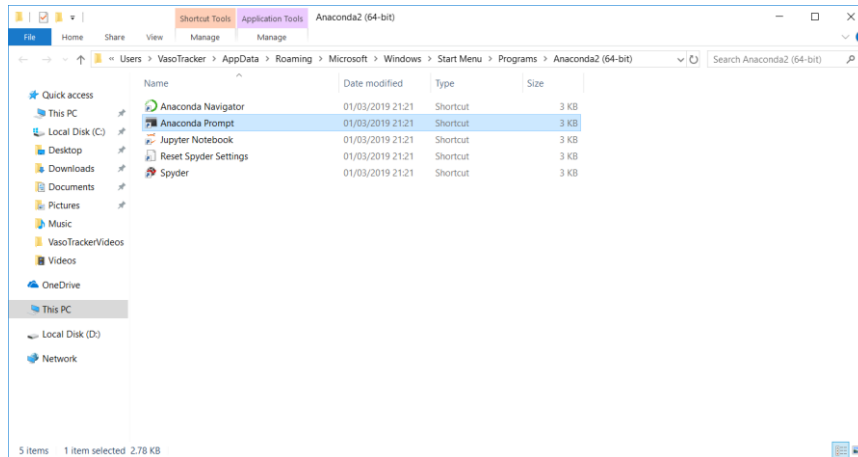 Shortcut Tools Application Tools Anaconda2 (64-bit)
File Home Share View Manage Manage
« Users > VasoTracker > AppData > Roaming > Microsoft > Windows > Start Menu > Programs > Anaconda2 (64-bit) Search Anaconda2 (64-bit)
Name Date modified Type Size
Quick access
This PC
Local Disk (C:)
Desktop
Downloads
Documents
Pictures
Music
VasoTrackerVideos
Videos
OneDrive
This PC
Local Disk (D:)
Network
Anaconda Navigator 01/03/2019 21:21 Shortcut 3 KB
Anaconda Prompt 01/03/2019 21:21 Shortcut 3 KB
Jupyter Notebook 01/03/2019 21:21 Shortcut 3 KB
Reset Spyder Settings 01/03/2019 21:21 Shortcut 3 KB
Spyder 01/03/2019 21:21 Shortcut 3 KB
5 items 1 item selected 2.78 KB